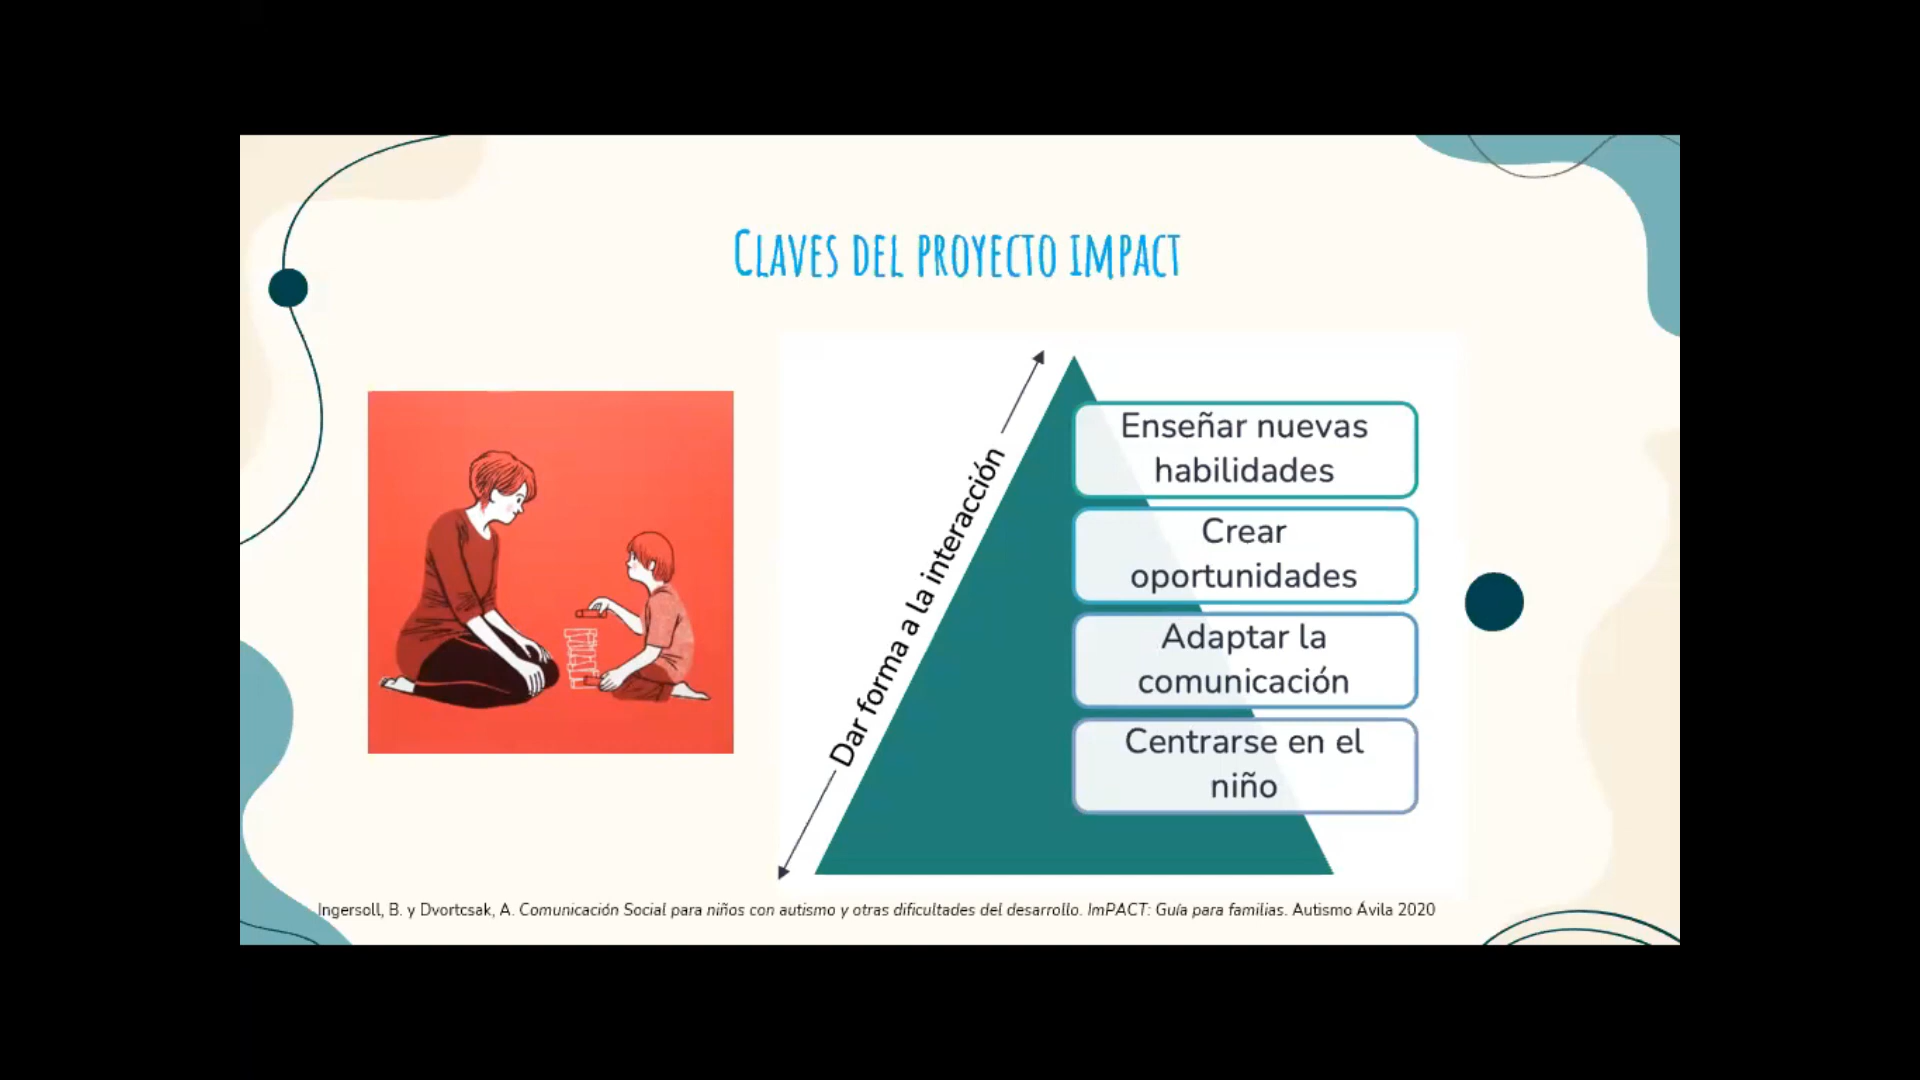 Claves del proyecto impact
Dar forma a la interacción
Enseñar nuevas
habilidades
Crear
oportunidades
Adaptar la
comunicación
Centrarse en el
niño
Ingersoll, B. y Dvortcsak, A. Comunicación Social para niños con autismo y otras dificultades del desarrollo. ImPACT: Guía para familias. Autismo Ávila 2020